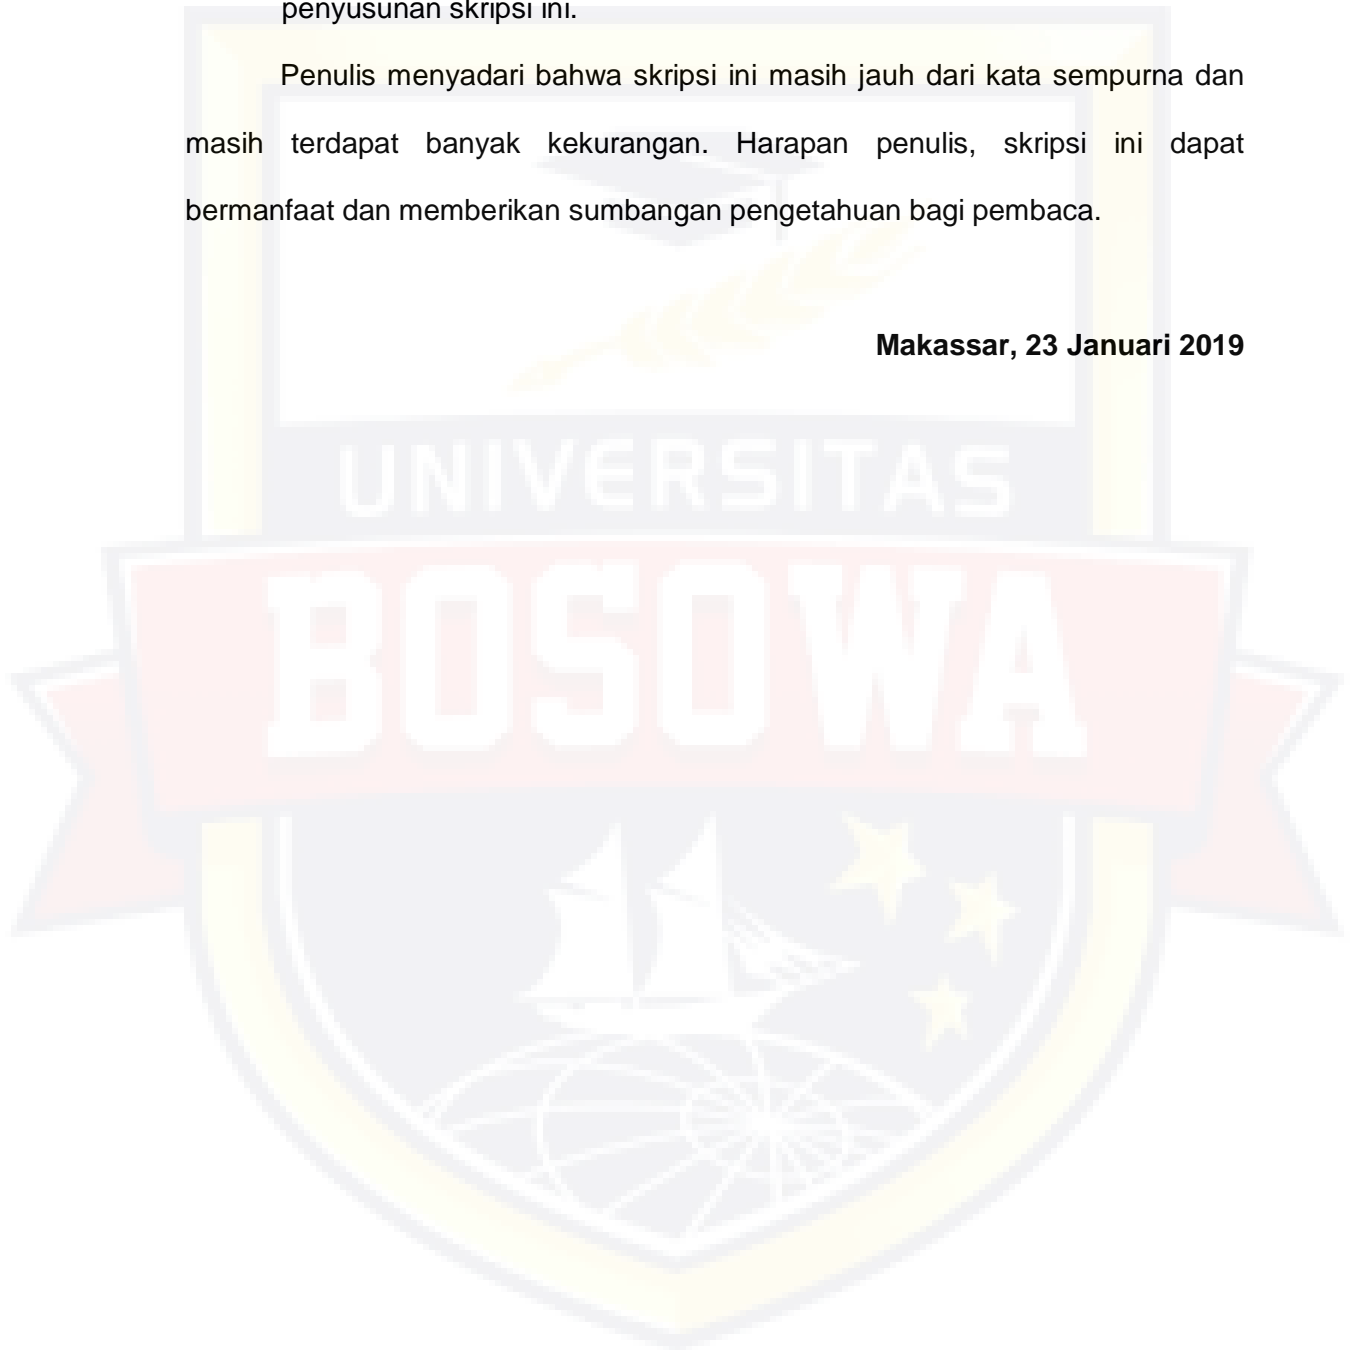 penyusunan skripsi ini.
Penulis menyadari bahwa skripsi ini masih jauh dari kata sempurna dan
masih terdapat banyak kekurangan. Harapan penulis, skripsi ini dapat
bermanfaat dan memberikan sumbangan pengetahuan bagi pembaca.
Makassar, 23 Januari 2019
UNIVERSITAS
BOSOWA